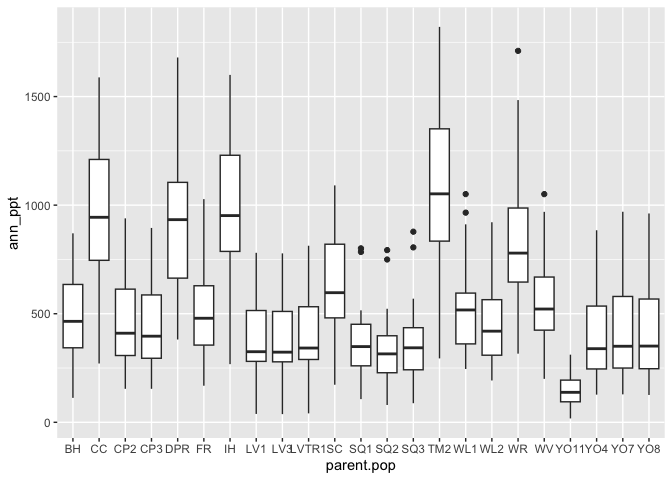 1500
1000
ann_ppt
500
0
BH CC CP2 CP3 DPR FR IH LV1 LV3 LVTR1 SC SQ1 SQ2 SQ3 TM2 WL1 WL2 WR WV YO11 YO4 YO7 YO8
parent.pop